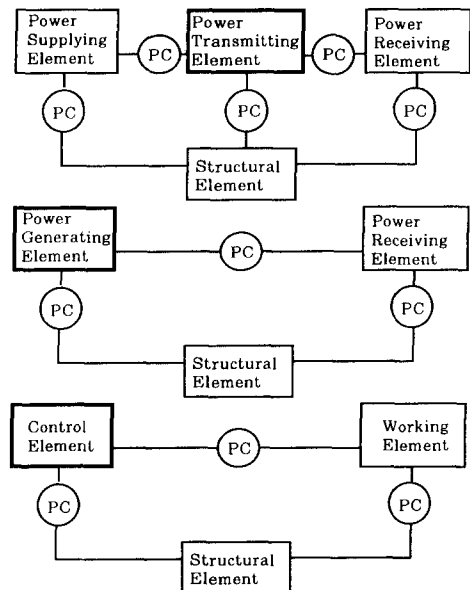 Power
Supplying
Element
PC
Power
Transmitting
Element
PC
Power
Receiving
Element
PC
PC
PC
Structural
Element
Power
Generating
Element
PC
Power
Receiving
Element
PC
PC
Structural
Element
Control
Element
PC
Working
Element
PC
PC
Structural
Element